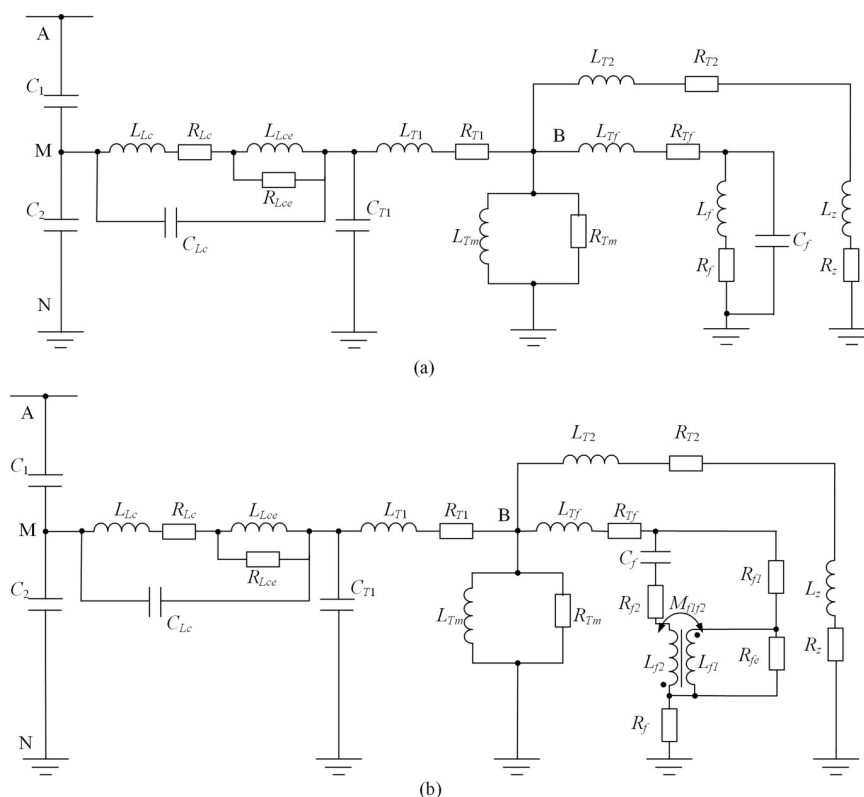 A
C1
LT2
RT2
LLc
RLc
LLce
LT1
RT1
B
LTf
RTf
M
RLce
C2
CLc
CT1
LTm
RTm
Lf
Rf
Cf
Lz
Rz
N
(a)
A
C1
LT2
RT2
LLc
RLc
LLce
LT1
RT1
B
LTf
RTf
M
RLce
Cf
Rf1
C2
CLc
CT1
LTm
RTm
Rf2
Mf1f2
Lz
Lf2
Lf1
Rfe
Rz
Rf
N
(b)